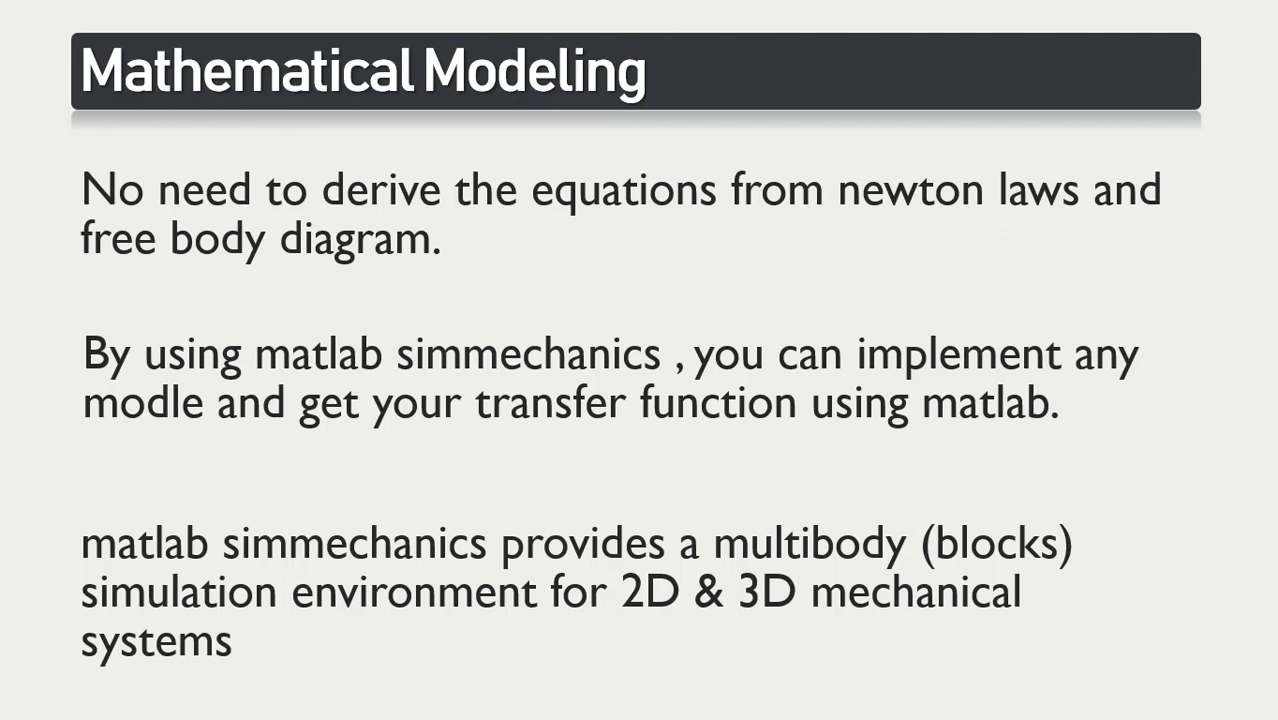 Mathematical Modeling
No need to derive the equations from newton laws and
free body diagram.
By using matlab simmechanics , you can implement any
modle and get your transfer function using matlab.
matlab simmechanics provides a multibody (blocks)
simulation environment for 2D & 3D mechanical
systems